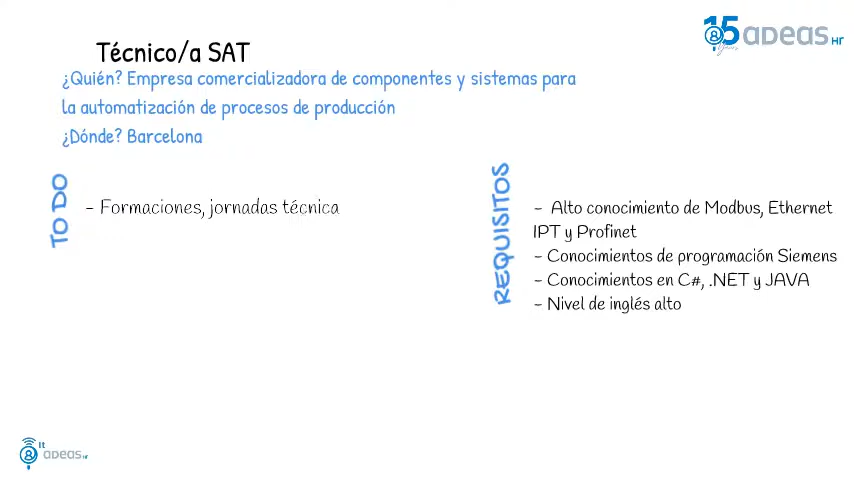 15 años
aDeas HR
Técnico/a SAT
¿Quién? Empresa comercializadora de componentes y sistemas para
la automatización de procesos de producción
¿Dónde? Barcelona
TO DO
- Formaciones, jornadas técnica
REQUISITOS
- Alto conocimiento de Modbus, Ethernet
IPT y Profinet
- Conocimientos de programación Siemens
- Conocimientos en C#, .NET y JAVA
- Nivel de inglés alto
It
aDeas HR